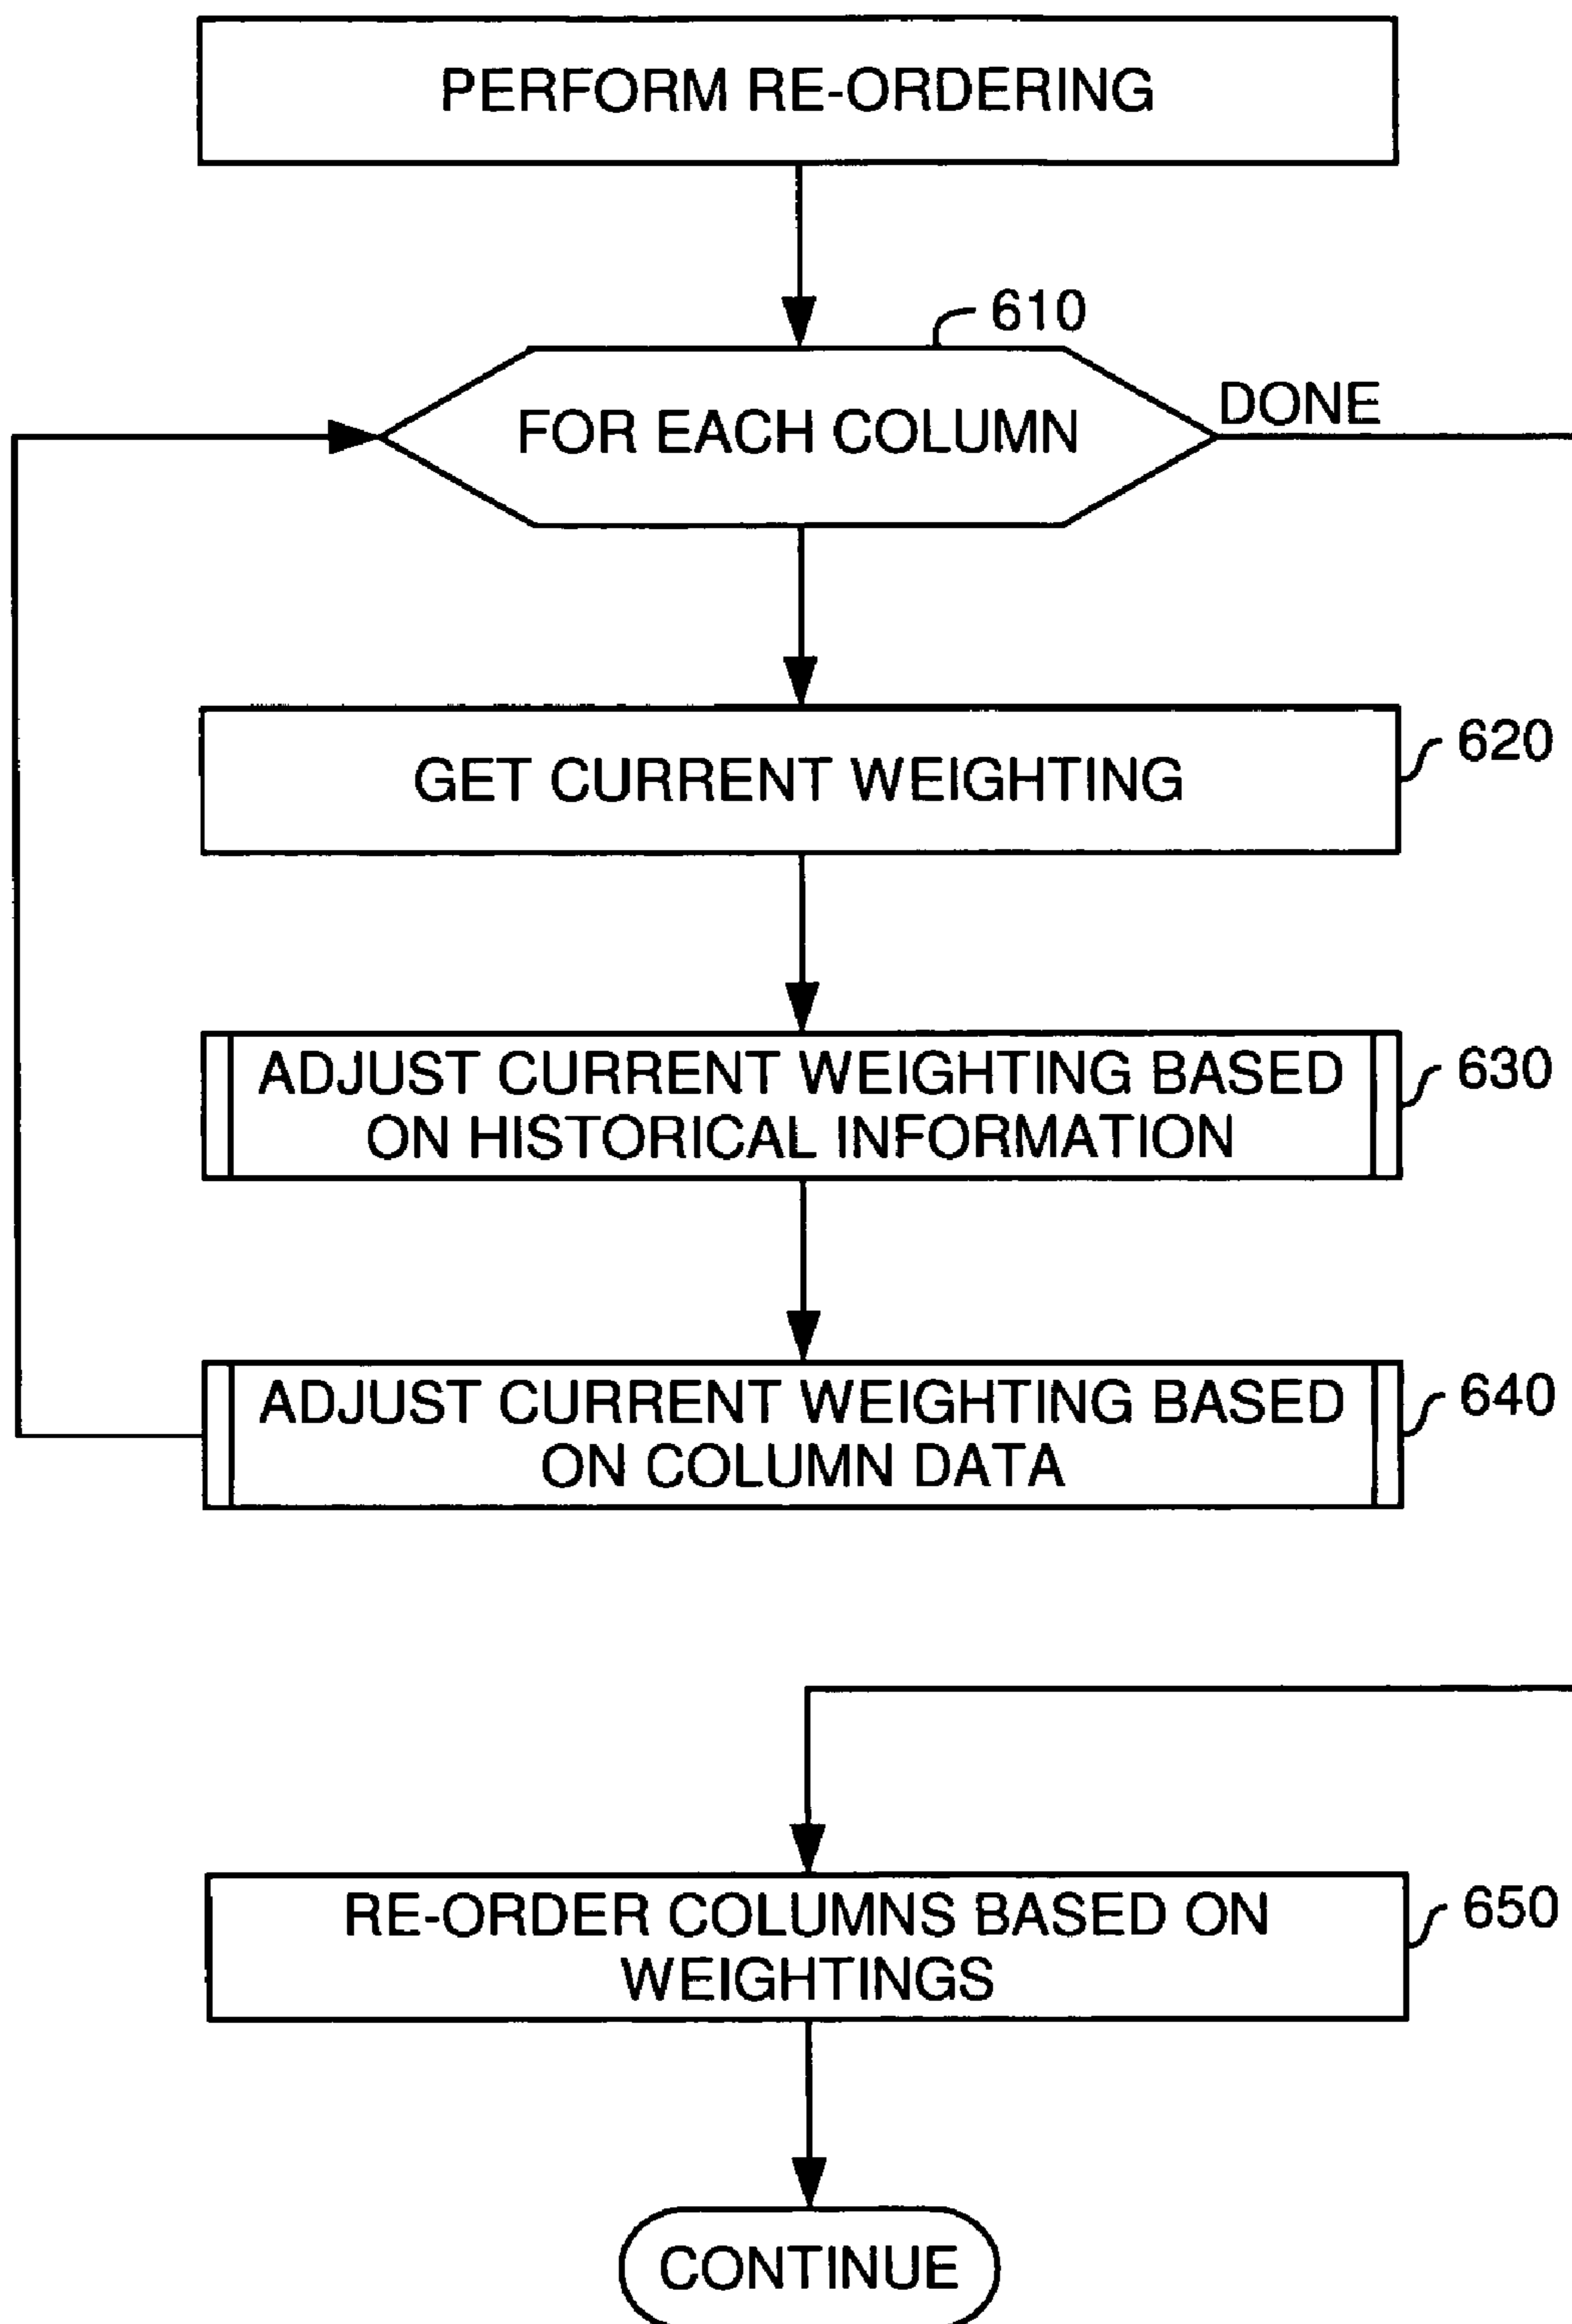 PERFORM RE-ORDERING
610
FOR EACH COLUMN
DONE
GET CURRENT WEIGHTING
620
ADJUST CURRENT WEIGHTING BASED
ON HISTORICAL INFORMATION
630
ADJUST CURRENT WEIGHTING BASED
ON COLUMN DATA
640
RE-ORDER COLUMNS BASED ON
WEIGHTINGS
650
CONTINUE